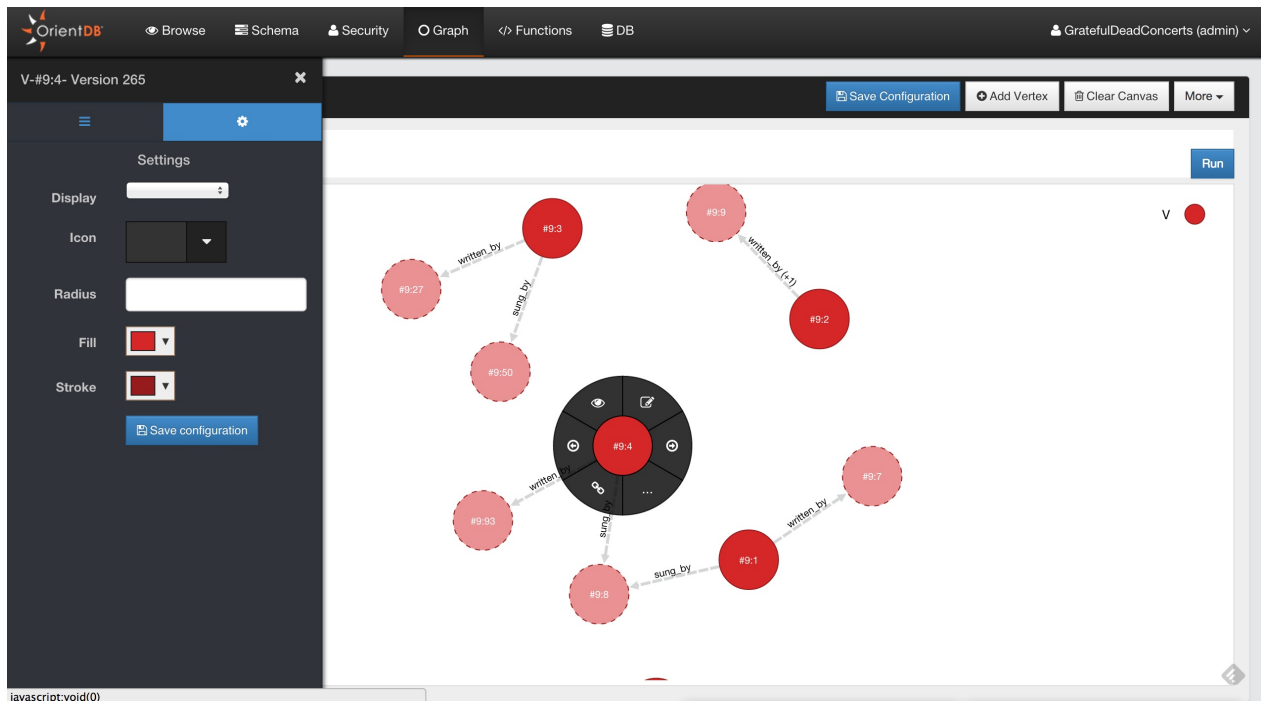 OrientDB Browse Schema Security Graph </> Functions DB GratefulDeadConcerts (admin)
V-#9:4- Version 265
Save Configuration Add Vertex Clear Canvas More
Settings
Run
Display
Icon
Radius
Fill
Stroke
Save configuration
V
#9:3
#9:9
written_by
written_by (+1)
#9:27
sung_by
#9:2
#9:50
#9:4
written_by
#9:7
#9:93
sung_by
written_by
...
#9:1
sung_by
#9:8
javascript:void(0)